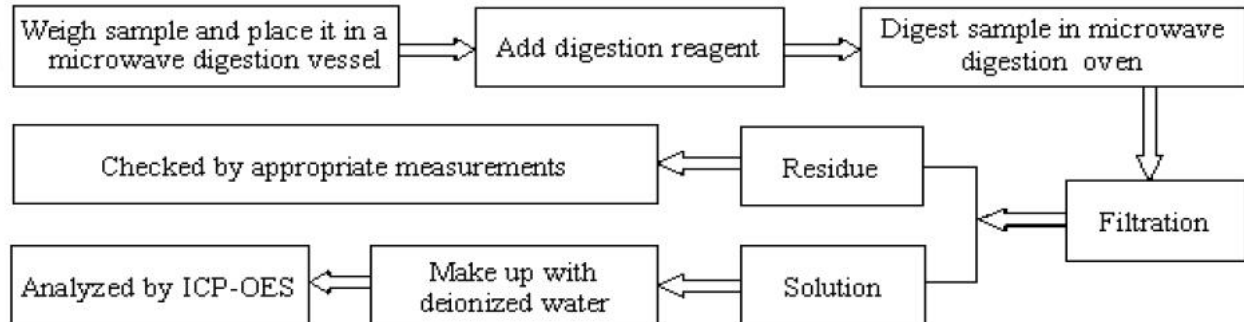 Weigh sample and place it in a
microwave digestion vessel
Add digestion reagent
Digest sample in microwave
digestion oven
Filtration
Residue
Checked by appropriate measurements
Solution
Make up with
deionized water
Analyzed by ICP-OES